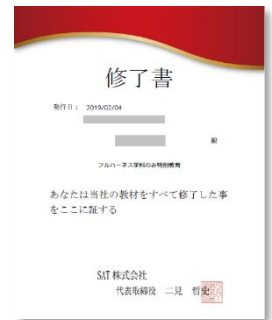 修了書
発行日： 2019/02/04
殿
フルハーネス学科のみ特別教育
あなたは当社の教材をすべて修了した事
をここに証する
SAT 株式会社
代表取締役 二見 哲史